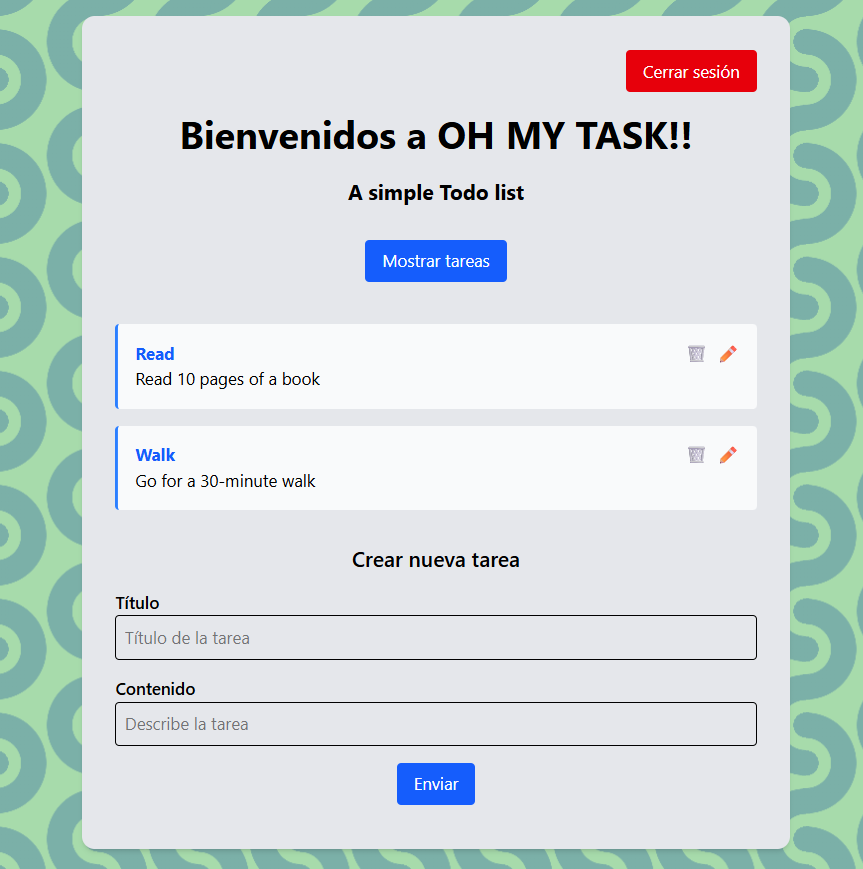 Cerrar sesión
Bienvenidos a OH MY TASK!!
A simple Todo list
Mostrar tareas
Read
Read 10 pages of a book
Walk
Go for a 30-minute walk
Crear nueva tarea
Título
Título de la tarea
Contenido
Describe la tarea
Enviar